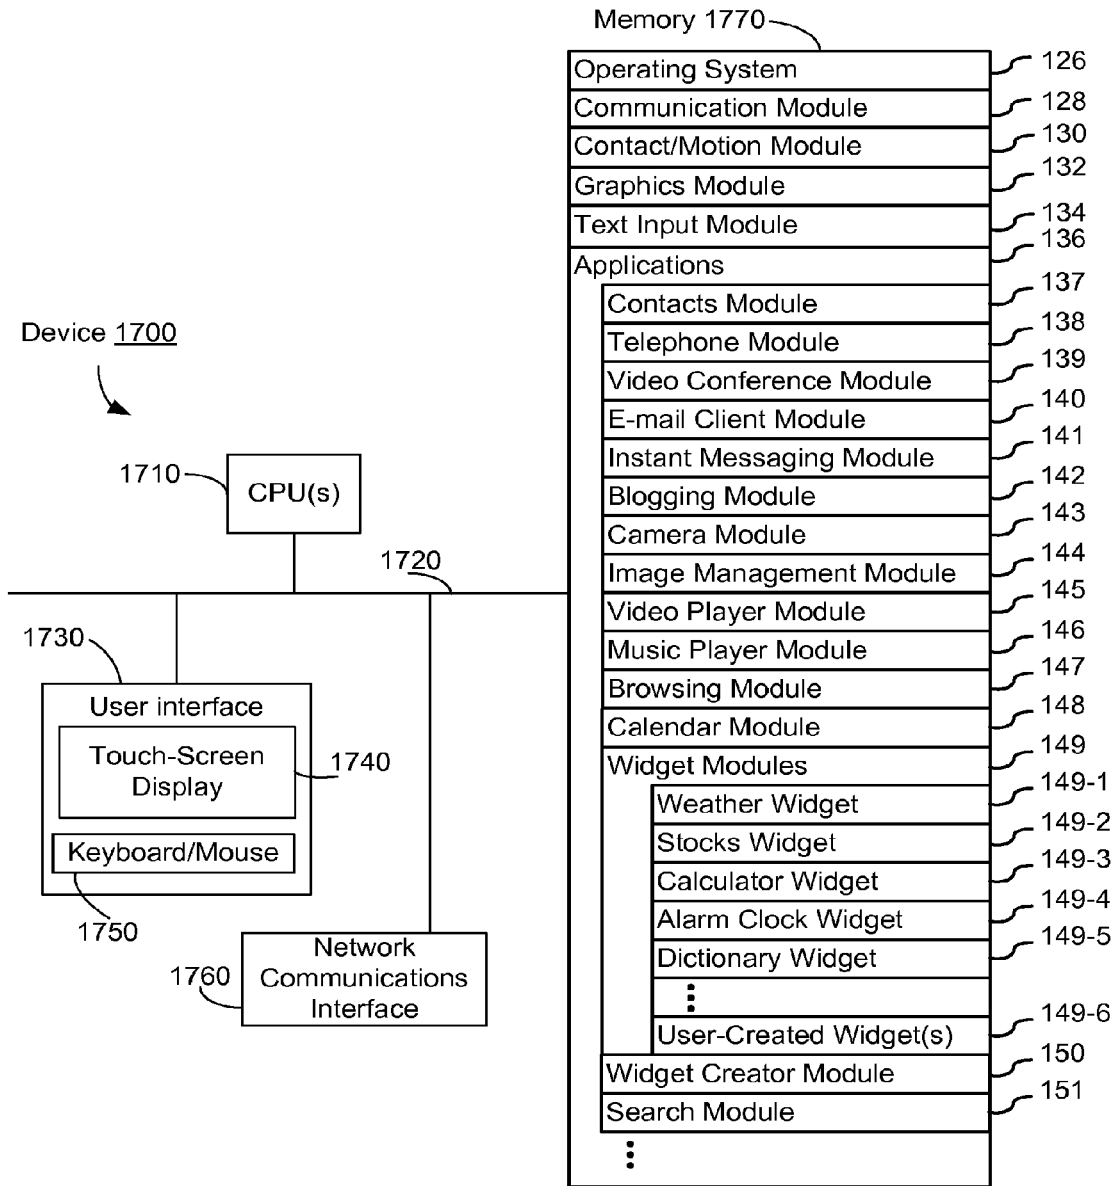 Memory 1770
Operating System 126
Communication Module 128
Contact/Motion Module 130
Graphics Module 132
Text Input Module 134
Applications 136
Contacts Module 137
Telephone Module 138
Video Conference Module 139
E-mail Client Module 140
Instant Messaging Module 141
Blogging Module 142
Camera Module 143
Image Management Module 144
Video Player Module 145
Music Player Module 146
Browsing Module 147
Calendar Module 148
Widget Modules 149
Weather Widget 149-1
Stocks Widget 149-2
Calculator Widget 149-3
Alarm Clock Widget 149-4
Dictionary Widget 149-5
User-Created Widget(s) 149-6
Widget Creator Module 150
Search Module 151
Device 1700
1710
CPU(s)
1720
1730
User interface
Touch-Screen
Display
1740
Keyboard/Mouse
1750
Network
Communications
Interface
1760